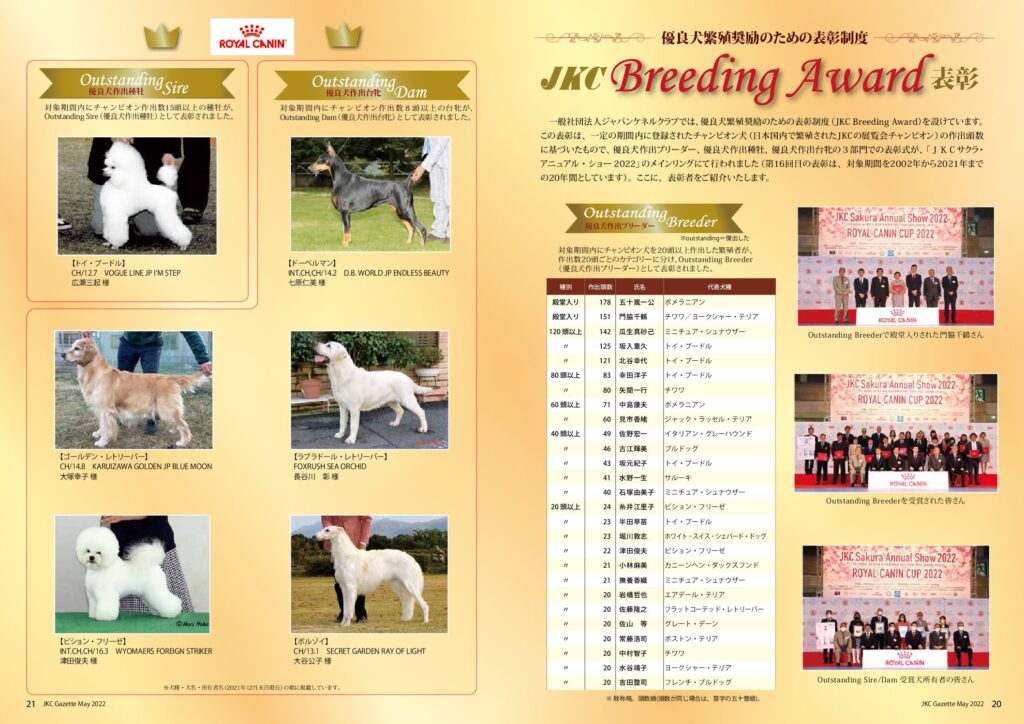 ROYAL CANIN
Outstanding Sire
優良犬作出種牡
対象期間内にチャンピオン作出数15頭以上の種牡が、
Outstanding Sire（優良犬作出種牡）として表彰されました。
【トイ・プードル】
CH/12.7 VOGUE LINE JP I'M STEP
広瀬三起 様
Outstanding Dam
優良犬作出台牝
対象期間内にチャンピオン作出数８頭以上の台牝が、
Outstanding Dam（優良犬作出台牝）として表彰されました。
【ドーベルマン】
INT.CH,CH/14.2 D.B. WORLD JP ENDLESS BEAUTY
七原仁美 様
【ゴールデン・レトリーバー】
CH/14.8 KARUIZAWA GOLDEN JP BLUE MOON
大塚幸子 様
【ラブラドール・レトリーバー】
FOXRUSH SEA ORCHID
長谷川 彰 様
【ビション・フリーゼ】
INT.CH,CH/16.3 WYOMAERS FOREIGN STRIKER
津田俊夫 様
【ボルゾイ】
CH/13.1 SECRET GARDEN RAY OF LIGHT
大谷公子 様
※犬種・犬名・所有者名（2021年12月末日現在）の順に掲載しています。
21 JKC Gazette May 2022
優良犬繁殖奨励のための表彰制度
JKC Breeding Award 表彰
一般社団法人ジャパンケネルクラブでは、優良犬繁殖奨励のための表彰制度（JKC Breeding Award）を設けています。
この表彰は、一定の期間内に登録されたチャンピオン犬（日本国内で繁殖されたJKCの展覧会チャンピオン）の作出頭数
に基づいたもので、優良犬作出ブリーダー、優良犬作出種牡、優良犬作出台牝の３部門での表彰式が、「ＪＫＣサクラ・
アニュアル・ショー 2022」のメインリングにて行われました（第16回目の表彰は、対象期間を2002年から2021年まで
の20年間としています）。ここに、表彰者をご紹介いたします。
Outstanding Breeder
優良犬作出ブリーダー
※outstanding＝傑出した
対象期間内にチャンピオン犬を20頭以上作出した繁殖者が、
作出数20頭ごとのカテゴリーに分け、Outstanding Breeder
（優良犬作出ブリーダー）として表彰されました。
種別 作出頭数 氏名 代表犬種
殿堂入り 178 五十嵐一公 ポメラニアン
殿堂入り 151 門脇千鶴 チワワ／ヨークシャー・テリア
120 頭以上 142 瓜生真砂己 ミニチュア・シュナウザー
〃 125 坂入重久 トイ・プードル
〃 121 北谷幸代 トイ・プードル
80 頭以上 83 幸田洋子 トイ・プードル
〃 80 矢間一行 チワワ
60 頭以上 71 中島康夫 ポメラニアン
〃 60 見市香緒 ジャック・ラッセル・テリア
40 頭以上 49 佐野宏一 イタリアン・グレーハウンド
〃 46 古江輝美 ブルドッグ
〃 43 坂元紀子 トイ・プードル
〃 41 水野一生 サルーキ
〃 40 石塚由美子 ミニチュア・シュナウザー
20 頭以上 24 糸井江里子 ビション・フリーゼ
〃 23 半田早苗 トイ・プードル
〃 23 堀川敦志 ホワイト・スイス・シェパード・ドッグ
〃 22 津田俊夫 ビション・フリーゼ
〃 21 小林麻美 カニーンヘン・ダックスフンド
〃 21 撫養香織 ミニチュア・シュナウザー
〃 20 岩橋哲也 エアデール・テリア
〃 20 佐藤隆之 フラットコーテッド・レトリーバー
〃 20 佐山 等 グレート・デーン
〃 20 常藤浩司 ボストン・テリア
〃 20 中村智子 チワワ
〃 20 水谷靖子 ヨークシャー・テリア
〃 20 吉田整司 フレンチ・ブルドッグ
※ 敬称略。頭数順(頭数が同じ場合は、苗字の五十音順)。
JKC Sakura Annual Show 2022
ROYAL CANIN CUP 2022
ROYAL CANIN
Outstanding Breederで殿堂入りされた門脇千鶴さん
JKC Sakura Annual Show 2022
ROYAL CANIN CUP 2022
ROYAL CANIN
Outstanding Breederを受賞された皆さん
JKC Sakura Annual Show 2022
ROYAL CANIN CUP 2022
ROYAL CANIN
Outstanding Sire/Dam 受賞犬所有者の皆さん
JKC Gazette May 2022 20